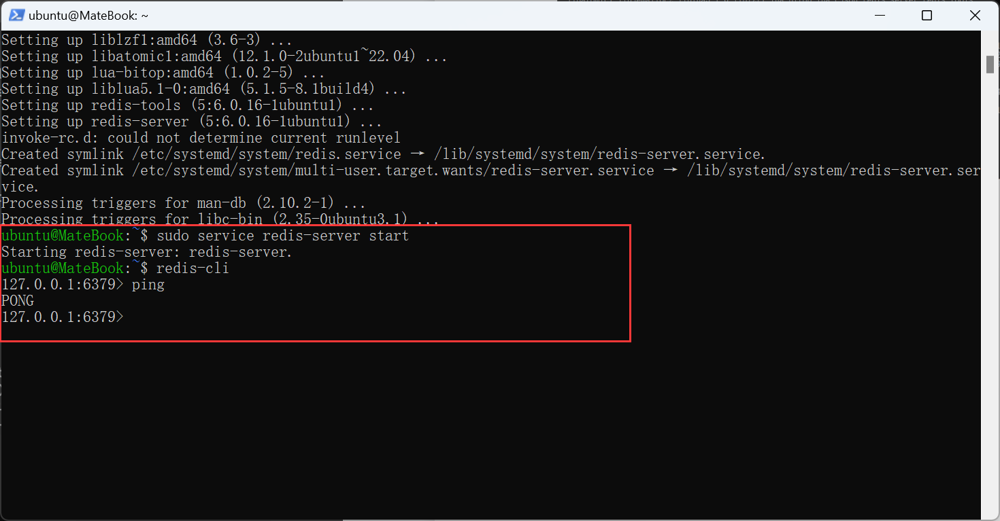 ubuntu@MateBook: ~
Setting up liblzf1:amd64 (3.6-3) ...
Setting up libatomic1:amd64 (12.1.0-2ubuntu1~22.04) ...
Setting up lua-bitop:amd64 (1.0.2-5) ...
Setting up liblua5.1-0:amd64 (5.1.5-8.1build4) ...
Setting up redis-tools (5:6.0.16-1ubuntu1) ...
Setting up redis-server (5:6.0.16-1ubuntu1) ...
invoke-rc.d: could not determine current runlevel
Created symlink /etc/systemd/system/redis.service → /lib/systemd/system/redis-server.service.
Created symlink /etc/systemd/system/multi-user.target.wants/redis-server.service → /lib/systemd/system/redis-server.ser
vice.
Processing triggers for man-db (2.10.2-1) ...
Processing triggers for libc-bin (2.35-0ubuntu3.1) ...
ubuntu@MateBook:~$ sudo service redis-server start
Starting redis-server: redis-server.
ubuntu@MateBook:~$ redis-cli
127.0.0.1:6379> ping
PONG
127.0.0.1:6379>